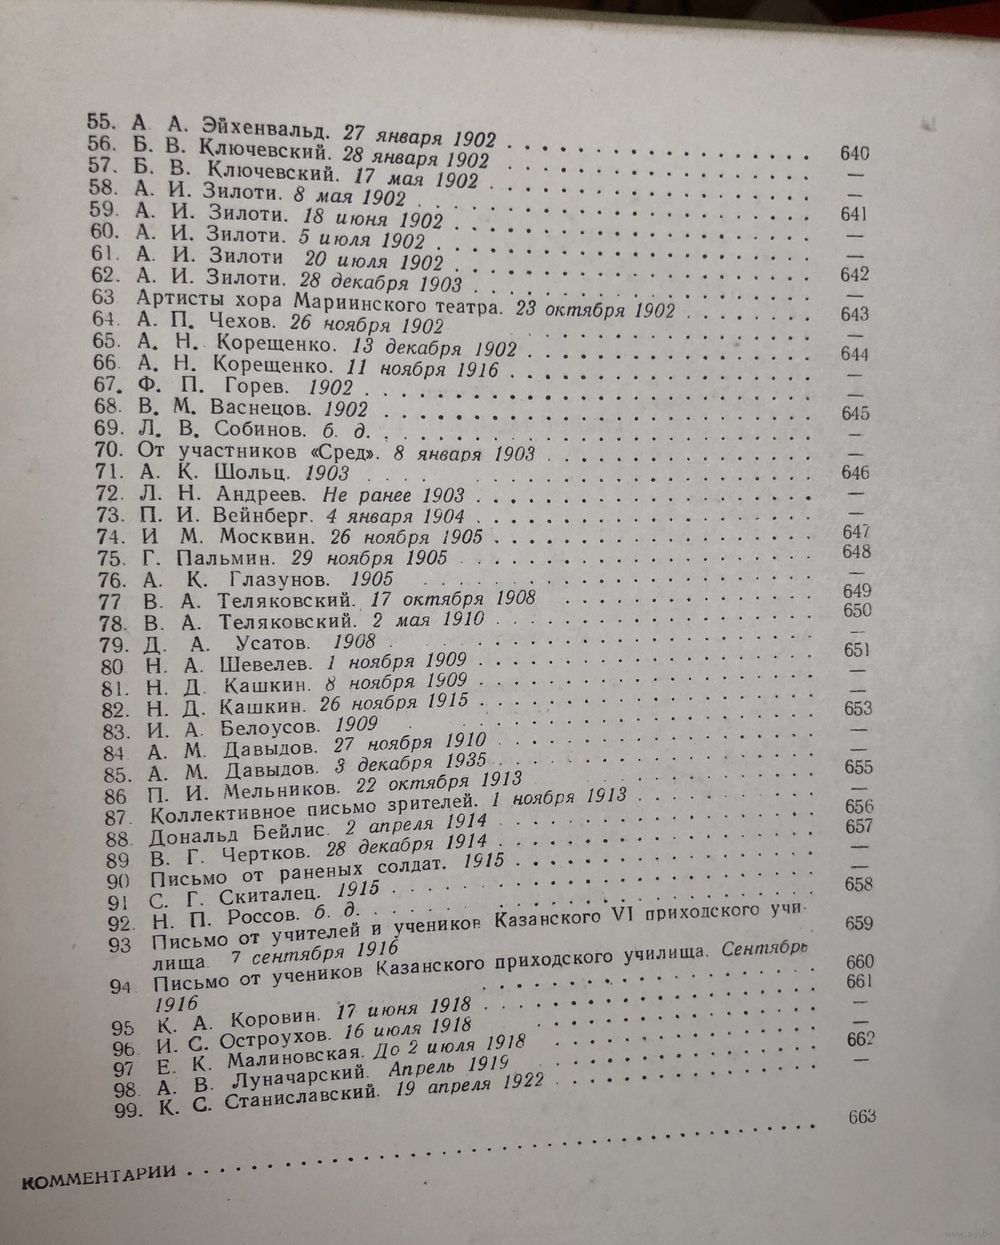 55. А А. Эйхенвальд. 27 января 1902 . . . . . . . . . . . . . . . . 640
56. Б. В. Ключевский. 28 января 1902 . . . . . . . . . . . . . . . . —
57. Б. В. Ключевский. 17 мая 1902 . . . . . . . . . . . . . . . . —
58. А. И. Зилоти. 8 мая 1902 . . . . . . . . . . . . . . . . 641
59. А. И. Зилоти. 18 июня 1902 . . . . . . . . . . . . . . . . —
60. А. И. Зилоти. 5 июля 1902 . . . . . . . . . . . . . . . . —
61. А. И. Зилоти 20 июля 1902 . . . . . . . . . . . . . . . . 642
62. А. И. Зилоти. 28 декабря 1903 . . . . . . . . . . . . . . . . —
63 Артисты хора Мариинского театра. 23 октября 1902 . . . . . . . 643
64. А. П. Чехов. 26 ноября 1902 . . . . . . . . . . . . . . —
65. А. Н. Корещенко. 13 декабря 1902 . . . . . . . . . . . . . . 644
66. А. Н. Корещенко. 11 ноября 1916 . . . . . . . . . . . . . . —
67. Ф. П. Горев. 1902 . . . . . . . . . . . . . . . . . . —
68. В. М. Васнецов. 1902 . . . . . . . . . . . . . . . . . . 645
69. Л. В. Собинов. б. д. . . . . . . . . . . . . . . . . . . —
70. От участников «Сред». 8 января 1903 . . . . . . . . . . . . —
71. А. К. Шольц. 1903 . . . . . . . . . . . . . . . . . . 646
72. Л. Н. Андреев. Не ранее 1903 . . . . . . . . . . . . . . . —
73. П. И. Вейнберг. 4 января 1904 . . . . . . . . . . . . . . . —
74. И М. Москвин. 26 ноября 1905 . . . . . . . . . . . . . . . 647
75. Г. Пальмин. 29 ноября 1905 . . . . . . . . . . . . . . . 648
76. А. К. Глазунов. 1905 . . . . . . . . . . . . . . . . . —
77 В. А. Теляковский. 17 октября 1908 . . . . . . . . . . . . 649
78. В. А. Теляковский. 2 мая 1910 . . . . . . . . . . . . . . 650
79. Д. А. Усатов. 1908 . . . . . . . . . . . . . . . . . —
80 Н. А. Шевелев. 1 ноября 1909 . . . . . . . . . . . . . . . 651
81. Н. Д. Кашкин. 8 ноября 1909 . . . . . . . . . . . . . . . —
82. Н. Д. Кашкин. 26 ноября 1915 . . . . . . . . . . . . . . . —
83. И. А. Белоусов. 1909 . . . . . . . . . . . . . . . . . 653
84 А. М. Давыдов. 27 ноября 1910 . . . . . . . . . . . . . . —
85. А. М. Давыдов. 3 декабря 1935 . . . . . . . . . . . . . . —
86 П. И. Мельников. 22 октября 1913 . . . . . . . . . . . . . 655
87. Коллективное письмо зрителей. 1 ноября 1913 . . . . . . . . . —
88. Дональд Бейлис. 2 апреля 1914 . . . . . . . . . . . . . . 656
89 В. Г. Чертков. 28 декабря 1914 . . . . . . . . . . . . . . 657
90 Письмо от раненых солдат. 1915 . . . . . . . . . . . . . . —
91 С. Г. Скиталец. 1915 . . . . . . . . . . . . . . . . . —
92. Н. П. Россов. б. д. . . . . . . . . . . . . . . . . . . 658
93 Письмо от учителей и учеников Казанского VI приходского учи-
лища 7 сентября 1916 . . . . . . . . . . . . . . . . 659
94. Письмо от учеников Казанского приходского училища. Сентябрь
1916 . . . . . . . . . . . . . . . . 660
95 К. А. Коровин. 17 июня 1918 . . . . . . . . . . . . . . . 661
96. И. С. Остроухов. 16 июля 1918 . . . . . . . . . . . . . . —
97 Е. К. Малиновская. До 2 июля 1918 . . . . . . . . . . . . —
98. А. В. Луначарский. Апрель 1919 . . . . . . . . . . . . . . 662
99. К. С. Станиславский. 19 апреля 1922 . . . . . . . . . . . . —
КОММЕНТАРИИ . . . . . . . . . . . . . . . . . . . . . . . . 663
www.ay.by